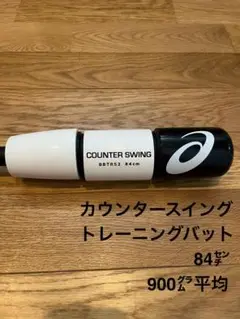 COUNTER SWING
BBTRS2 84cm
カウンタースイング
トレーニングバット
84㌢
900㌘平均